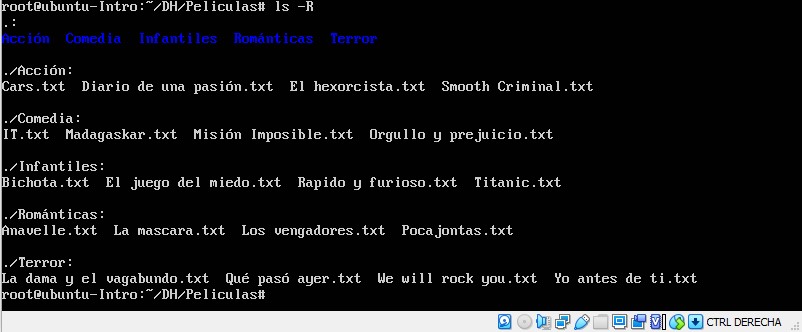 root@ubuntu-Intro:~/DH/Peliculas# ls -R
.:
Acción  Comedia  Infantiles  Románticas  Terror
./Acción:
Cars.txt  Diario de una pasión.txt  El hexorcista.txt  Smooth Criminal.txt
./Comedia:
IT.txt  Madagaskar.txt  Misión Imposible.txt  Orgullo y prejuicio.txt
./Infantiles:
Bichota.txt  El juego del miedo.txt  Rapido y furioso.txt  Titanic.txt
./Románticas:
Anavelle.txt  La mascara.txt  Los vengadores.txt  Pocajontas.txt
./Terror:
La dama y el vagabundo.txt  Qué pasó ayer.txt  We will rock you.txt  Yo antes de ti.txt
root@ubuntu-Intro:~/DH/Peliculas#
CTRL DERECHA